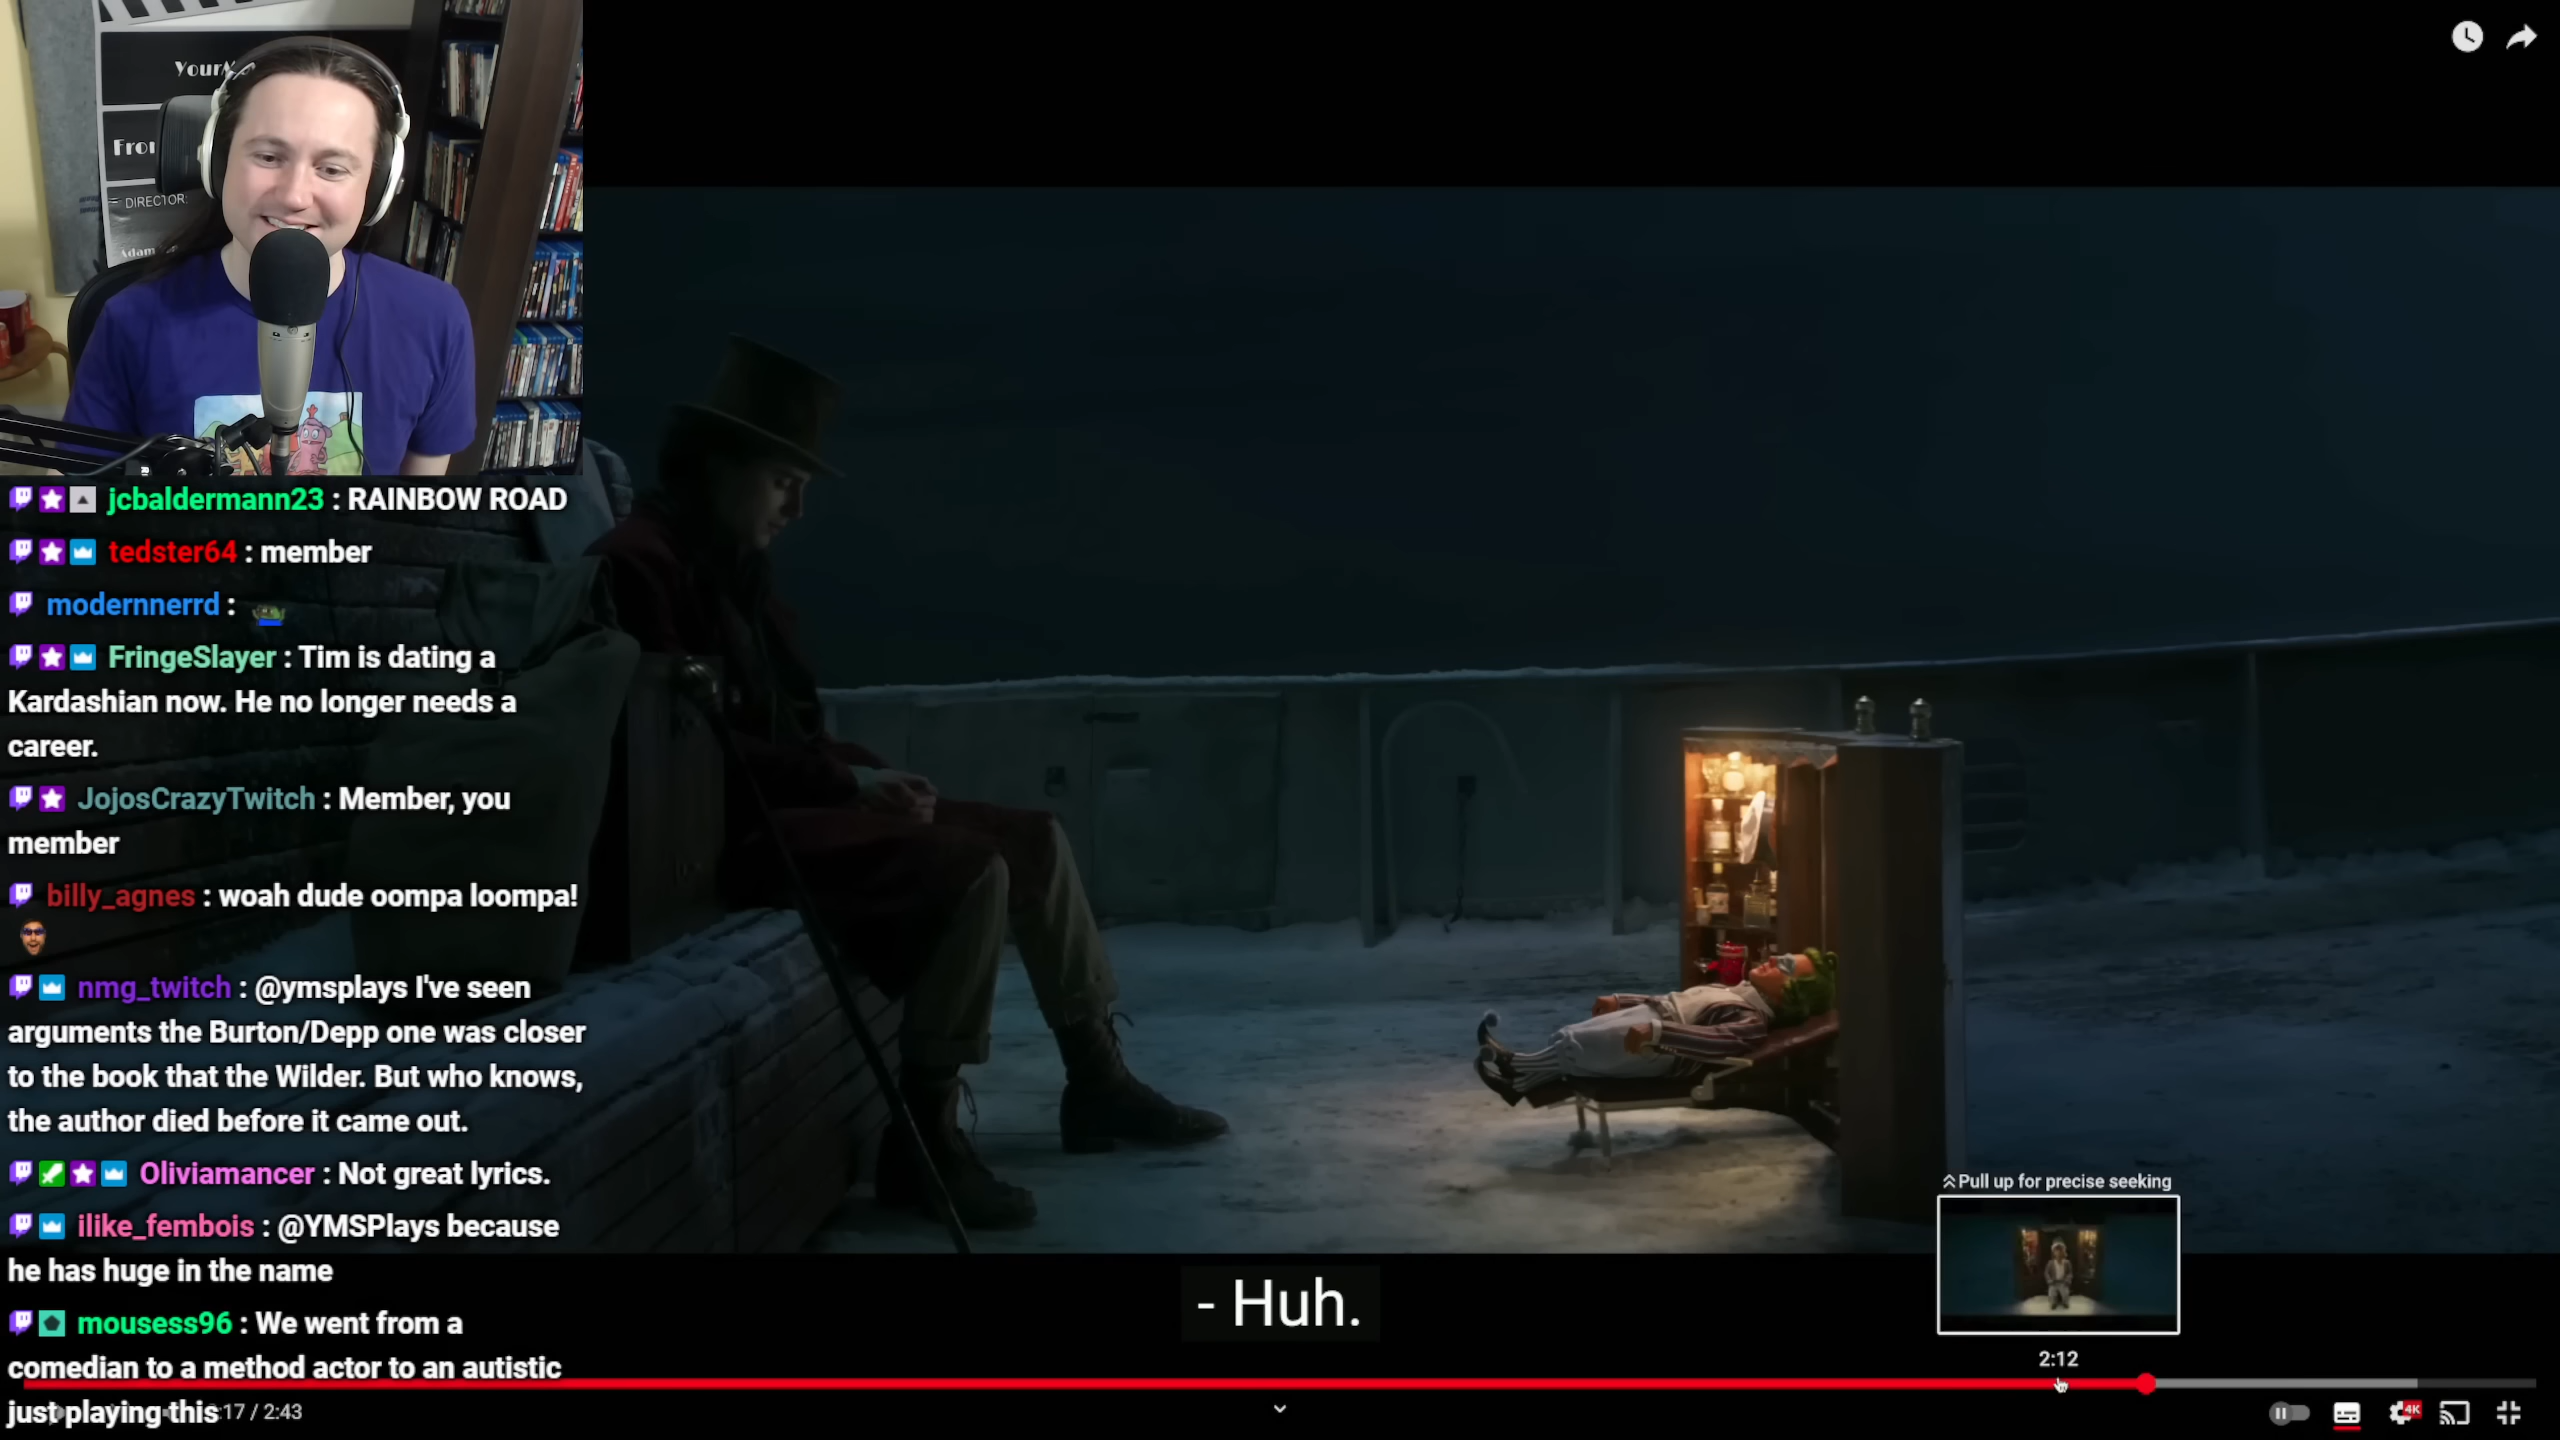 Your
Fro
DIRECTOR:
Adam
jcbaldermann23 : RAINBOW ROAD
tedster64 : member
modernnerrd :
FringeSlayer : Tim is dating a
Kardashian now. He no longer needs a
career.
JojosCrazyTwitch : Member, you
member
billy_agnes : woah dude oompa loompa!
nmg_twitch : @ymsplays I've seen
arguments the Burton/Depp one was closer
to the book that the Wilder. But who knows,
the author died before it came out.
Oliviamancer : Not great lyrics.
ilike_fembois : @YMSPlays because
he has huge in the name
mousess96 : We went from a
comedian to a method actor to an autistic
just playing this
:17 / 2:43
- Huh.
Pull up for precise seeking
2:12
4K